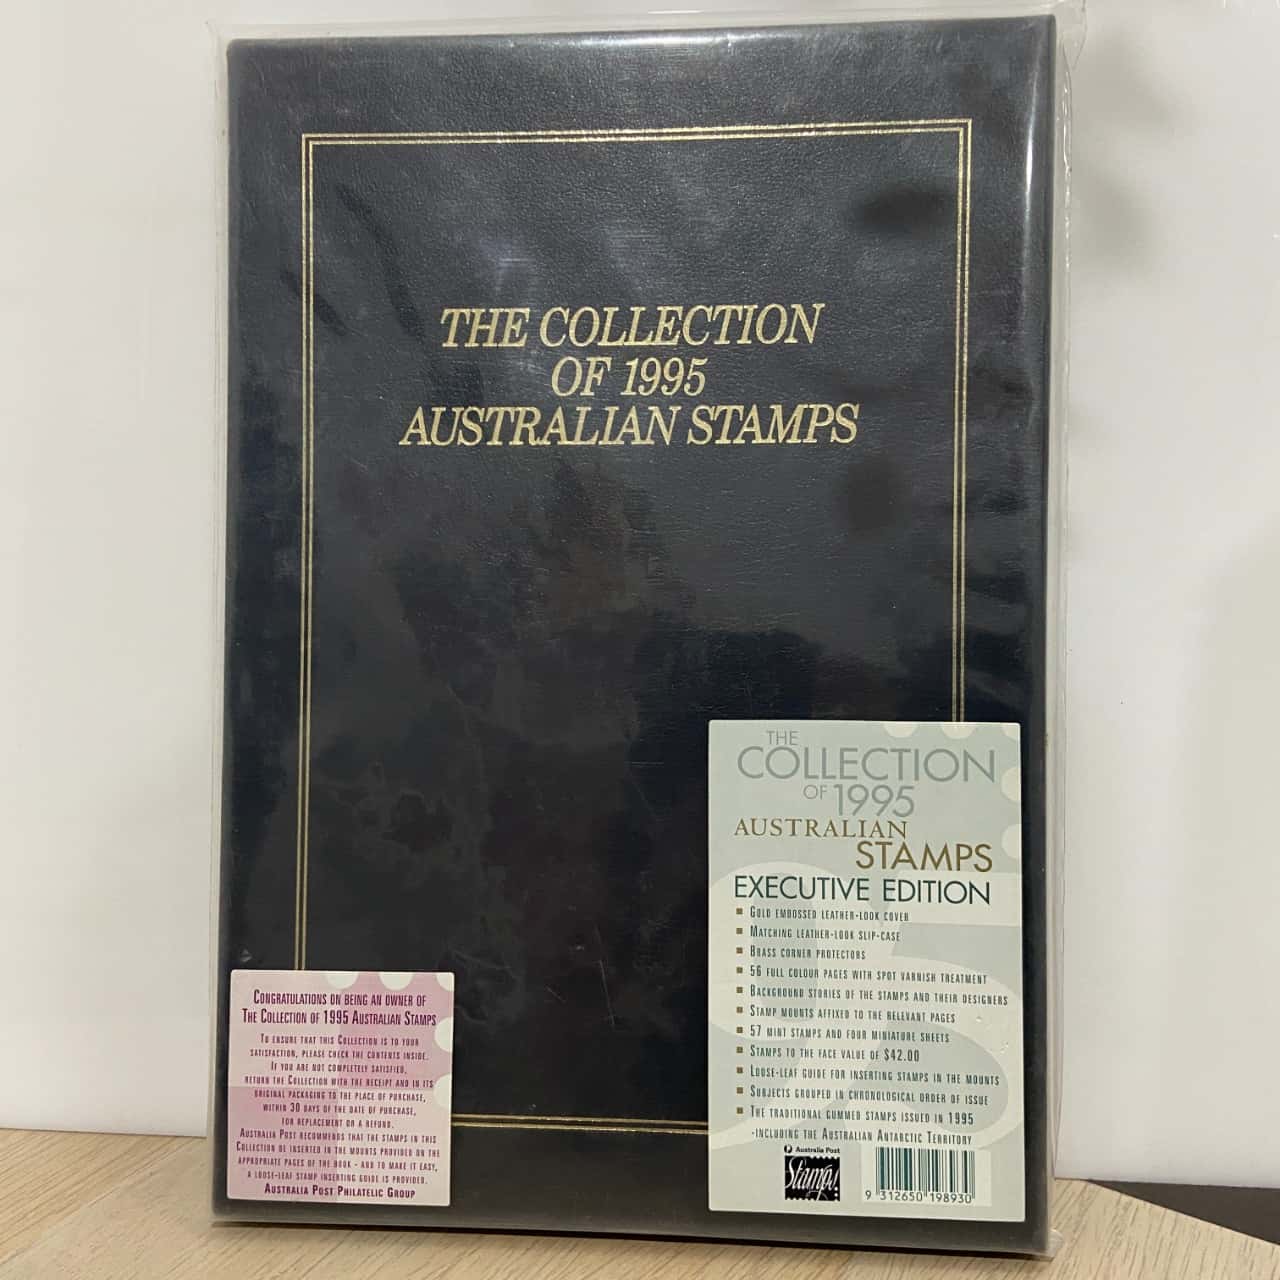 THE COLLECTION
OF 1995
AUSTRALIAN STAMPS
THE
COLLECTION
OF 1995
AUSTRALIAN
STAMPS
EXECUTIVE EDITION
GOLD EMBOSSED LEATHER-LOOK COVER
MATCHING LEATHER-LOOK SLIP-CASE
BRASS CORNER PROTECTORS
56 FULL COLOUR PAGES WITH SPOT VARNISH TREATMENT
BACKGROUND STORIES OF THE STAMPS AND THEIR DESIGNERS
STAMP MOUNTS AFFIXED TO THE RELEVANT PAGES
57 MINT STAMPS AND FOUR MINIATURE SHEETS
STAMPS TO THE FACE VALUE OF $42.00
LOOSE-LEAF GUIDE FOR INSERTING STAMPS IN THE MOUNTS
SUBJECTS GROUPED IN CHRONOLOGICAL ORDER OF ISSUE
THE TRADITIONAL GUMMED STAMPS ISSUED IN 1995
-INCLUDING THE AUSTRALIAN ANTARCTIC TERRITORY
Australia Post
Stamps!
9 312650 198930
CONGRATULATIONS ON BEING AN OWNER OF
THE COLLECTION OF 1995 AUSTRALIAN STAMPS
TO ENSURE THAT THIS COLLECTION IS TO YOUR
SATISFACTION, PLEASE CHECK THE CONTENTS INSIDE.
IF YOU ARE NOT COMPLETELY SATISFIED,
RETURN THE COLLECTION WITH THE RECEIPT AND IN ITS
ORIGINAL PACKAGING TO THE PLACE OF PURCHASE,
WITHIN 30 DAYS OF THE DATE OF PURCHASE,
FOR REPLACEMENT OR A REFUND.
AUSTRALIA POST RECOMMENDS THAT THE STAMPS IN THIS
COLLECTION BE INSERTED IN THE MOUNTS PROVIDED ON THE
APPROPRIATE PAGES OF THE BOOK - AND TO MAKE IT EASY,
A LOOSE-LEAF STAMP INSERTING GUIDE IS PROVIDED.
AUSTRALIA POST PHILATELIC GROUP